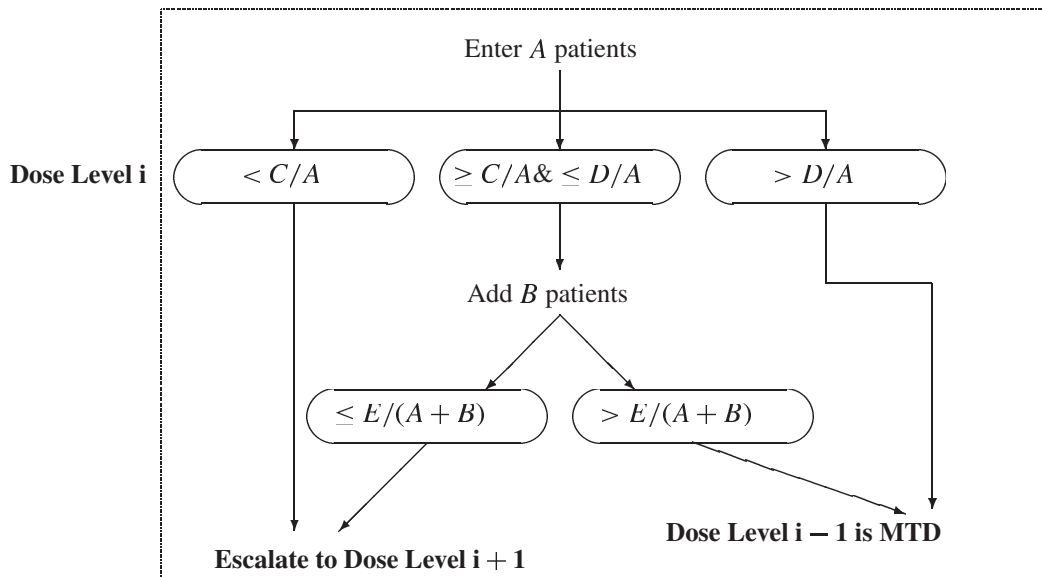 Enter A patients
Dose Level i
< C/A
≥ C/A& ≤ D/A
> D/A
Add B patients
≤ E/(A + B)
> E/(A + B)
Dose Level i − 1 is MTD
Escalate to Dose Level i + 1